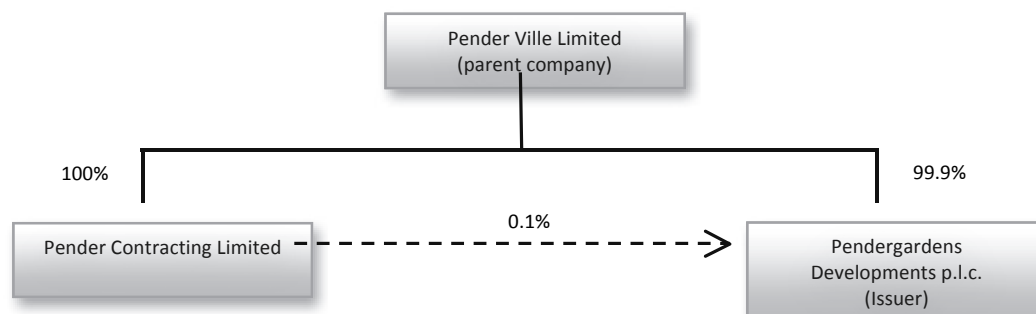 Pender Ville Limited
(parent company)
100%
99.9%
0.1%
Pender Contracting Limited
Pendergardens
Developments p.l.c.
(Issuer)